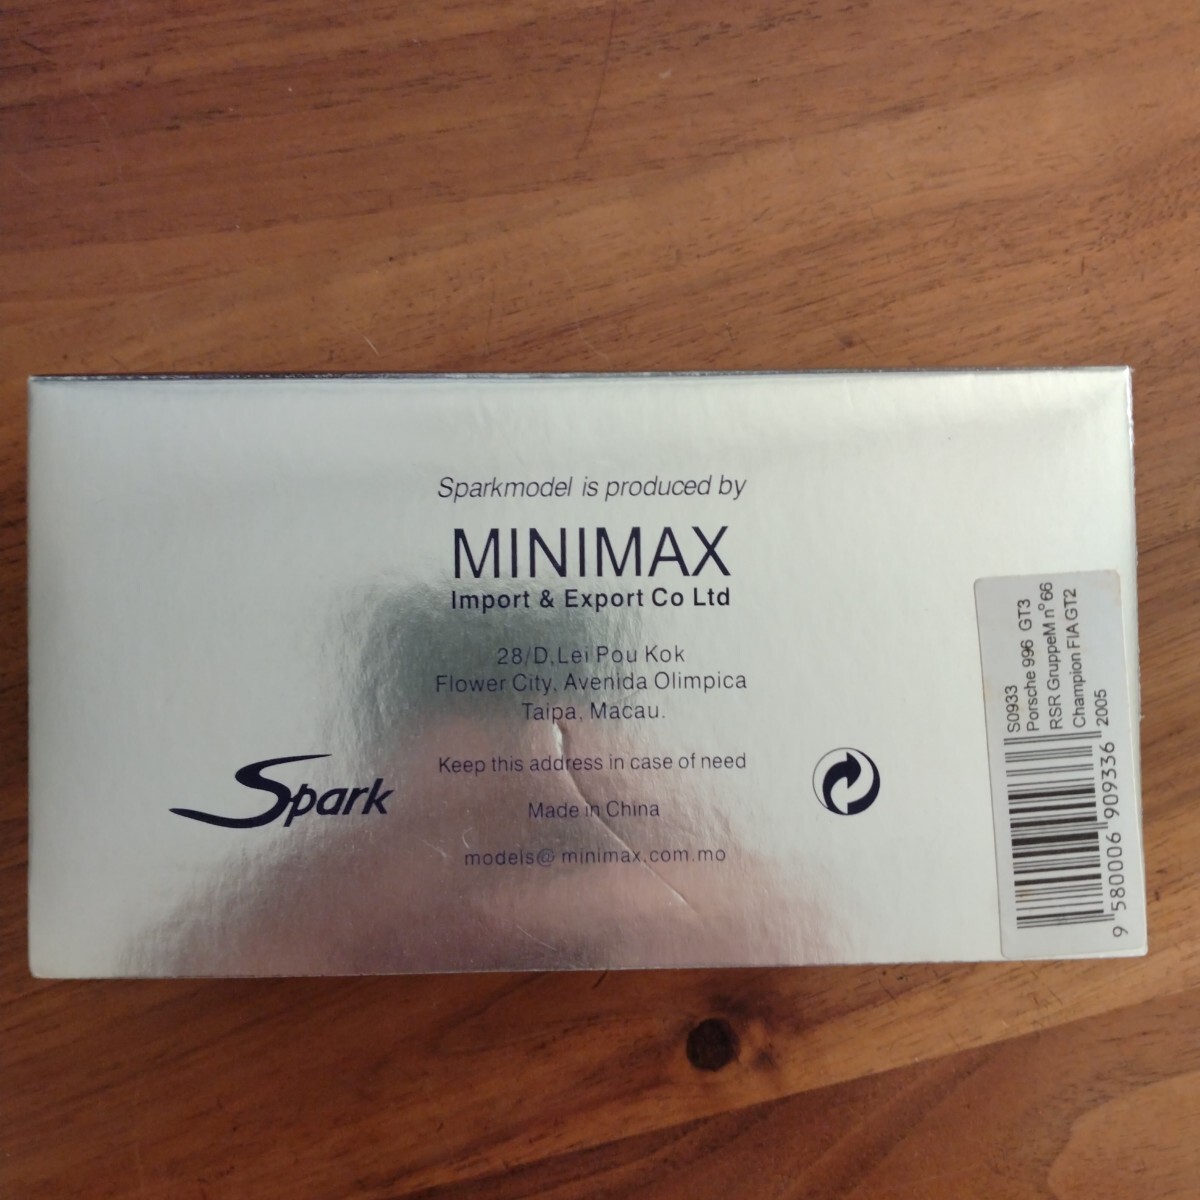 Sparkmodel is produced by
MINIMAX
Import & Export Co Ltd
28/D,Lei Pou Kok
Flower City, Avenida Olimpica
Taipa, Macau.
Keep this address in case of need
Made in China
models@ minimax.com.mo
Spark
S0933
Porsche 996 GT3
RSR GruppeM n°66
Champion FIA GT2
2005
9 580006 909336